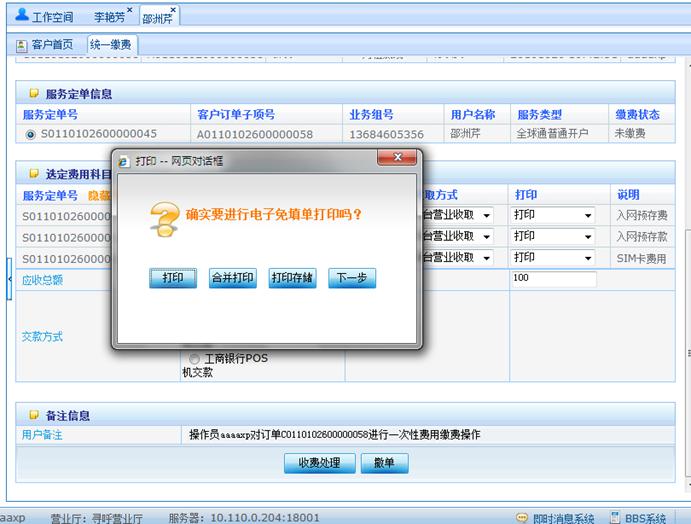 工作空间 李艳芳 邵洲芹
客户首页 统一缴费
服务定单信息
服务定单号 客户订单子项号 业务组号 用户名称 服务类型 缴费状态
S0110102600000045 A0110102600000058 13684605356 邵洲芹 全球通普通开户 未缴费
打印 -- 网页对话框
选定费用科目
服务定单号 隐藏 取方式 打印 说明
确实要进行电子免填单打印吗？
S011010260000 台营业收取 打印 入网预存费
S011010260000 台营业收取 打印 入网预存款
S011010260000 台营业收取 打印 SIM卡费用
打印 合并打印 打印存储 下一步
应收总额 100
交款方式
工商银行POS
机交款
备注信息
用户备注 操作员aaaaxp对订单C0110102600000058进行一次性费用缴费操作
收费处理 撤单
aaxp 营业厅：寻呼营业厅 服务器：10.110.0.204:18001 即时消息系统 BBS系统